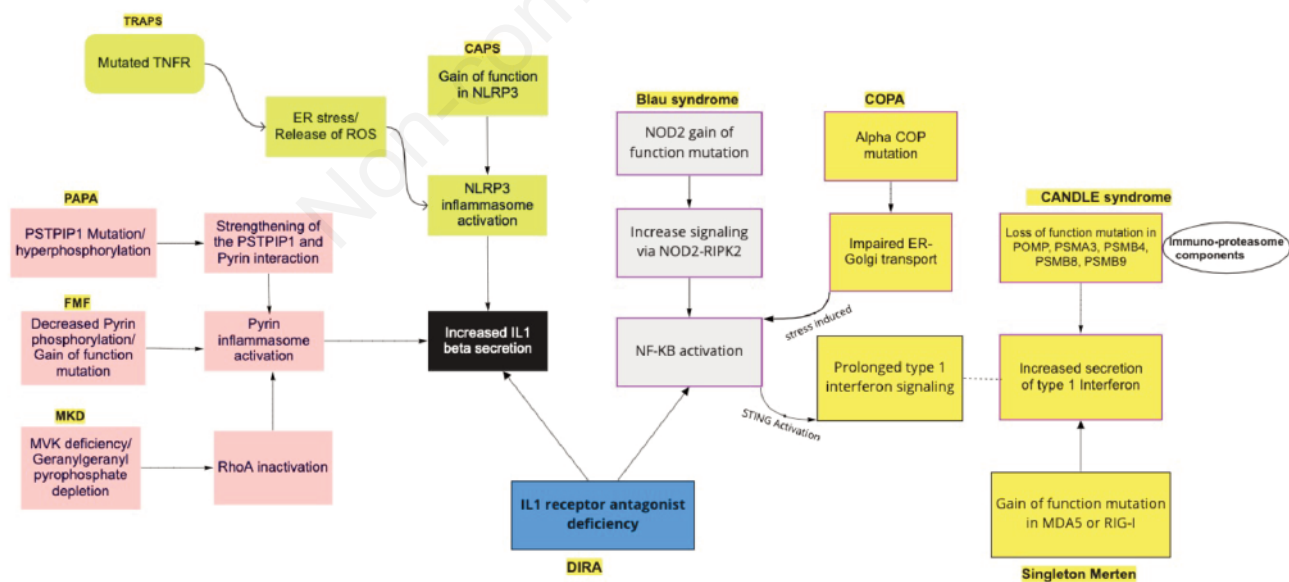 TRAPS
Mutated TNFR
ER stress/
Release of ROS
CAPS
Gain of function
in NLRP3
NLRP3
inflammasome
activation
PAPA
PSTPIP1 Mutation/
hyperphosphorylation
Strengthening of
the PSTPIP1 and
Pyrin interaction
FMF
Decreased Pyrin
phosphorylation/
Gain of function
mutation
Pyrin
inflammasome
activation
Increased IL1
beta secretion
MKD
MVK deficiency/
Geranylgeranyl
pyrophosphate
depletion
RhoA inactivation
Blau syndrome
NOD2 gain of
function mutation
Increase signaling
via NOD2-RIPK2
NF-KB activation
COPA
Alpha COP
mutation
Impaired ER-
Golgi transport
stress induced
STING Activation
Prolonged type 1
interferon signaling
CANDLE syndrome
Loss of function mutation in
POMP, PSMA3, PSMB4,
PSMB8, PSMB9
Immuno-proteasome
components
Increased secretion
of type 1 Interferon
Gain of function mutation
in MDA5 or RIG-I
Singleton Merten
IL1 receptor antagonist
deficiency
DIRA
Non-com